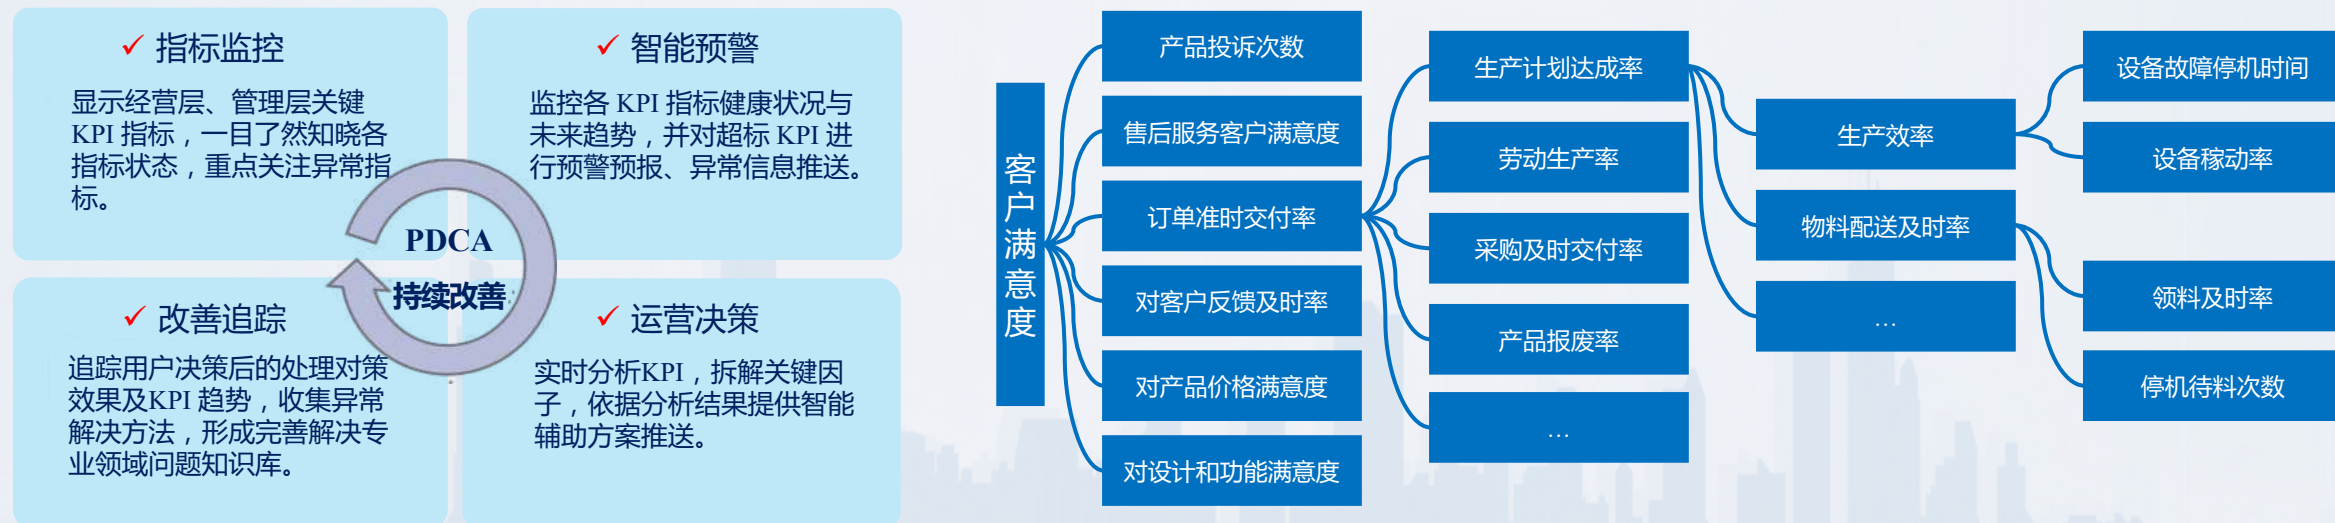 指标监控
显示经营层、管理层关键
KPI 指标，一目了然知晓各
指标状态，重点关注异常指
标。
智能预警
监控各 KPI 指标健康状况与
未来趋势，并对超标 KPI 进
行预警预报、异常信息推送。
PDCA
持续改善
改善追踪
追踪用户决策后的处理对策
效果及KPI 趋势，收集异常
解决方法，形成完善解决专
业领域问题知识库。
运营决策
实时分析KPI，拆解关键因
子，依据分析结果提供智能
辅助方案推送。
客户满意度
产品投诉次数
售后服务客户满意度
订单准时交付率
对客户反馈及时率
对产品价格满意度
对设计和功能满意度
生产计划达成率
劳动生产率
采购及时交付率
产品报废率
…
生产效率
物料配送及时率
…
设备故障停机时间
设备稼动率
领料及时率
停机待料次数